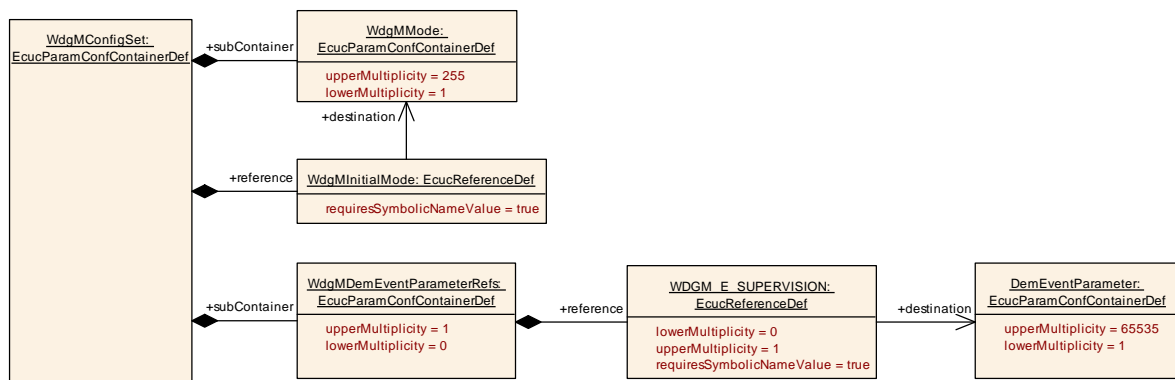 WdgMConfigSet:
EcucParamConfContainerDef
+subContainer
WdgMMode:
EcucParamConfContainerDef
upperMultiplicity = 255
lowerMultiplicity = 1
+destination
+reference
WdgMInitialMode: EcucReferenceDef
requiresSymbolicNameValue = true
+subContainer
WdgMDemEventParameterRefs:
EcucParamConfContainerDef
upperMultiplicity = 1
lowerMultiplicity = 0
+reference
WDGM_E_SUPERVISION:
EcucReferenceDef
lowerMultiplicity = 0
upperMultiplicity = 1
requiresSymbolicNameValue = true
+destination
DemEventParameter:
EcucParamConfContainerDef
upperMultiplicity = 65535
lowerMultiplicity = 1